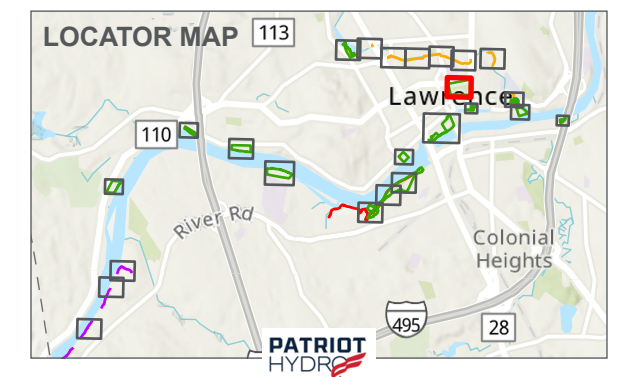 LOCATOR MAP
113
Lawrence
110
River Rd
Colonial
Heights
495
28
PATRIOT
HYDRO